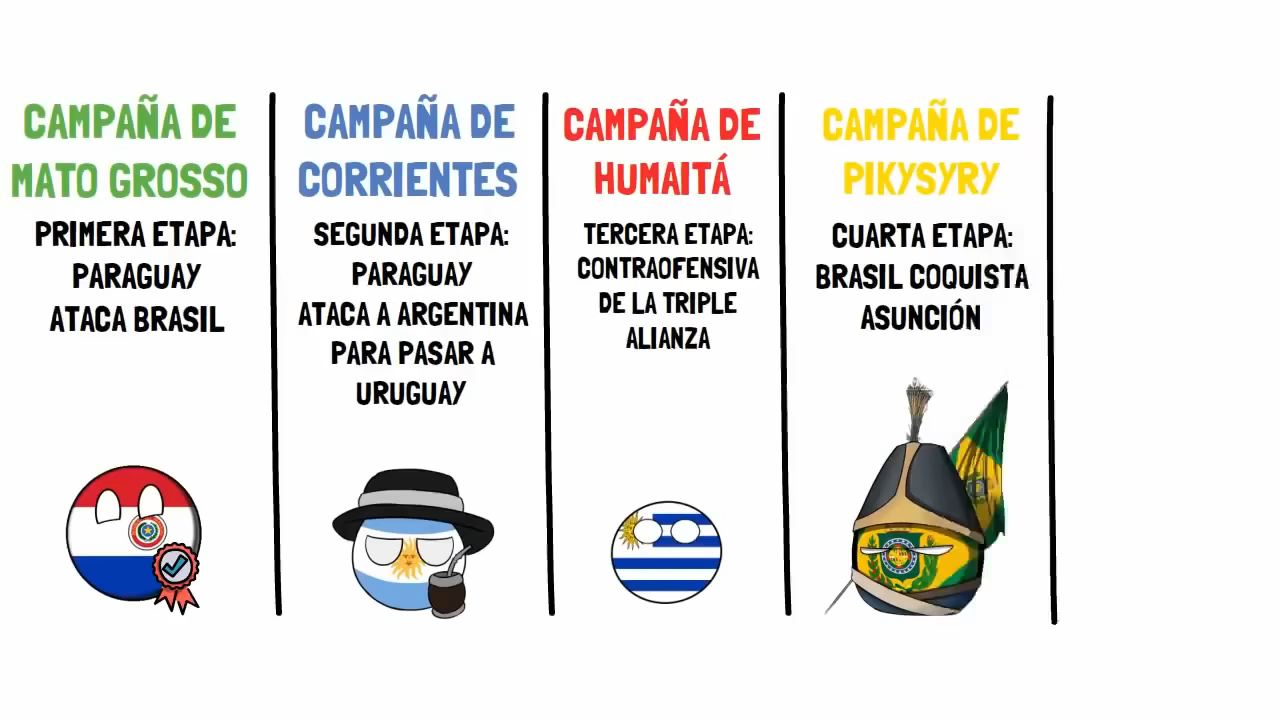 CAMPAÑA DE
MATO GROSSO
PRIMERA ETAPA:
PARAGUAY
ATACA BRASIL
CAMPAÑA DE
CORRIENTES
SEGUNDA ETAPA:
PARAGUAY
ATACA A ARGENTINA
PARA PASAR A
URUGUAY
CAMPAÑA DE
HUMAITÁ
TERCERA ETAPA:
CONTRAOFENSIVA
DE LA TRIPLE
ALIANZA
CAMPAÑA DE
PIKYSYRY
CUARTA ETAPA:
BRASIL COQUISTA
ASUNCIÓN